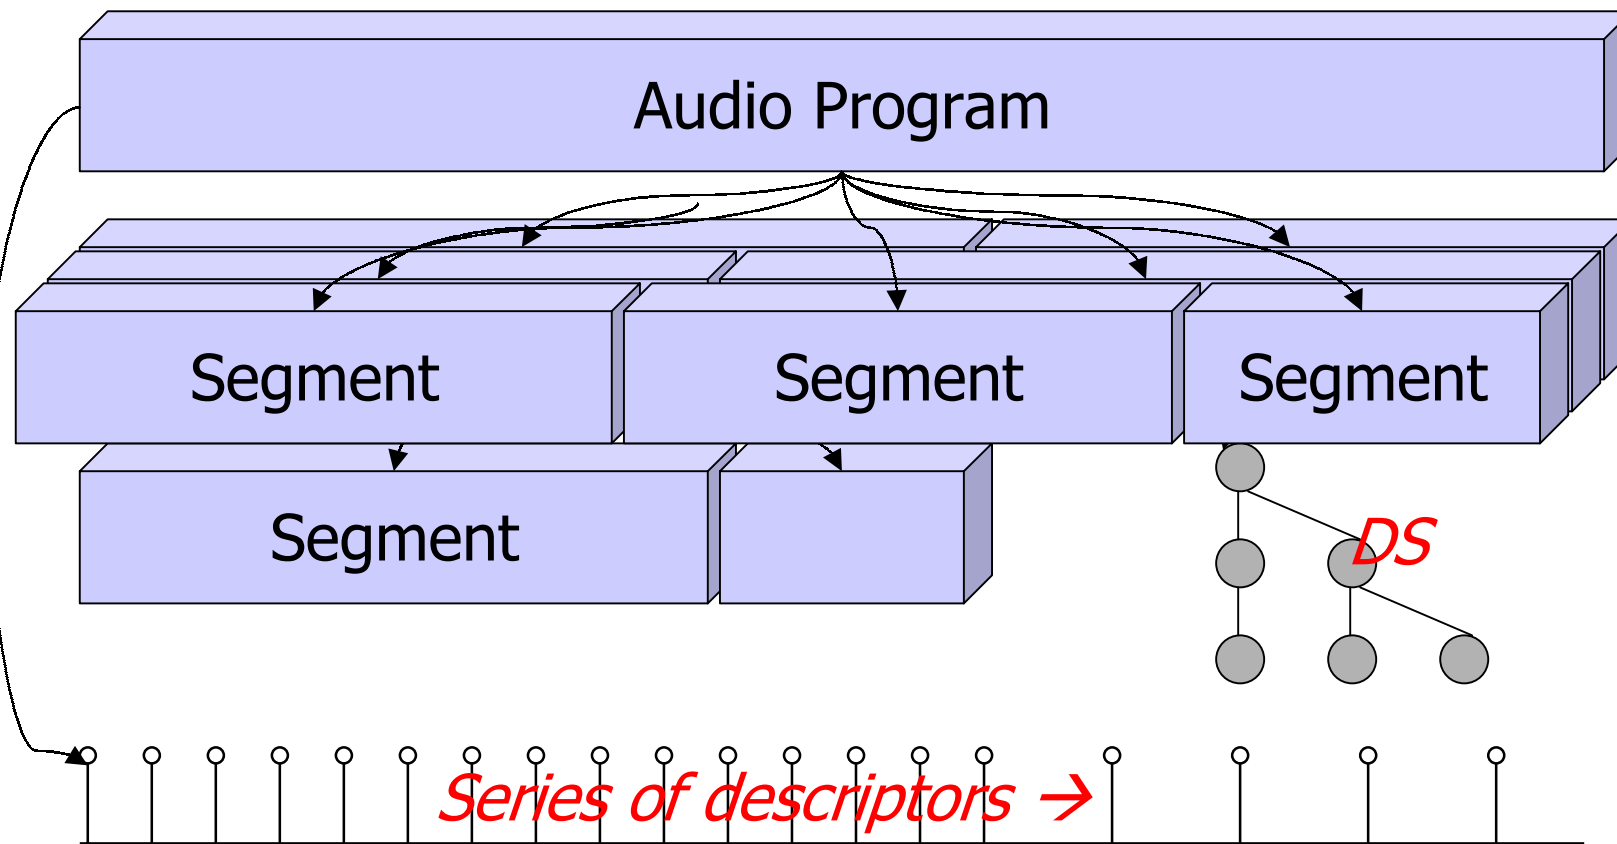 Audio Program
Segment
Segment
Segment
Segment
DS
Series of descriptors →